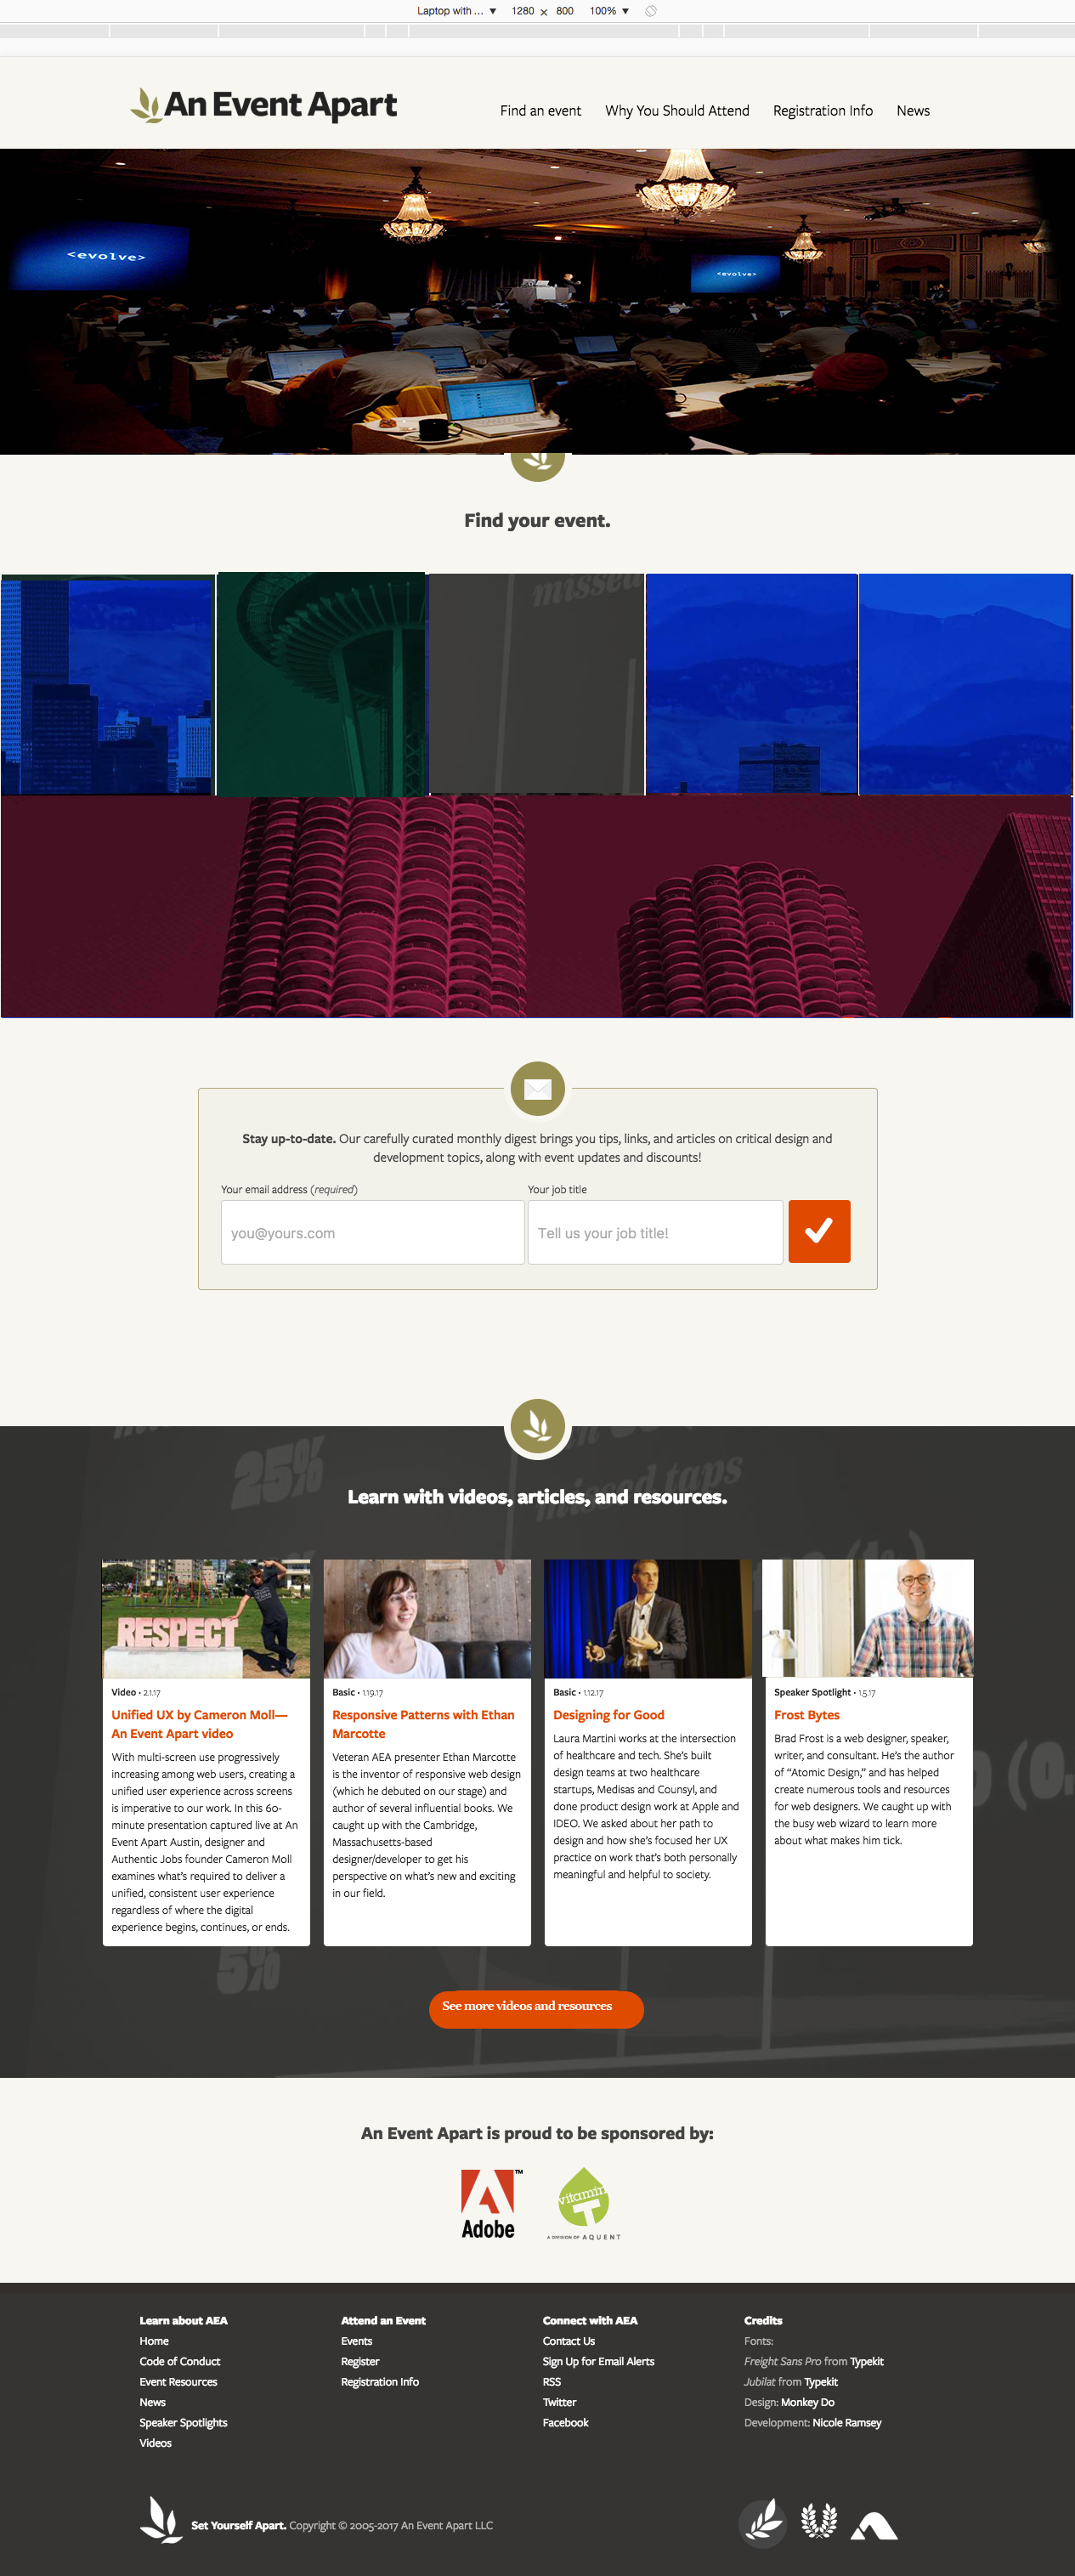 Laptop with ... ▼ 1280 × 800 100% ▼
An Event Apart
Find an event Why You Should Attend Registration Info News
<evolve>
<evolve>
Find your event.
missed
Stay up-to-date. Our carefully curated monthly digest brings you tips, links, and articles on critical design and
development topics, along with event updates and discounts!
Your email address (required) Your job title
you@yours.com Tell us your job title!
25%
missed taps
Learn with videos, articles, and resources.
RESPECT
Video • 2.1.17
Unified UX by Cameron Moll—
An Event Apart video
With multi-screen use progressively
increasing among web users, creating a
unified user experience across screens
is imperative to our work. In this 60-
minute presentation captured live at An
Event Apart Austin, designer and
Authentic Jobs founder Cameron Moll
examines what's required to deliver a
unified, consistent user experience
regardless of where the digital
experience begins, continues, or ends.
Basic • 1.19.17
Responsive Patterns with Ethan
Marcotte
Veteran AEA presenter Ethan Marcotte
is the inventor of responsive web design
(which he debuted on our stage) and
author of several influential books. We
caught up with the Cambridge,
Massachusetts-based
designer/developer to get his
perspective on what's new and exciting
in our field.
Basic • 1.12.17
Designing for Good
Laura Martini works at the intersection
of healthcare and tech. She's built
design teams at two healthcare
startups, Medisas and Counsyl, and
done product design work at Apple and
IDEO. We asked about her path to
design and how she's focused her UX
practice on work that's both personally
meaningful and helpful to society.
Speaker Spotlight • 1.5.17
Frost Bytes
Brad Frost is a web designer, speaker,
writer, and consultant. He's the author
of “Atomic Design,” and has helped
create numerous tools and resources
for web designers. We caught up with
the busy web wizard to learn more
about what makes him tick.
(0.
5%
See more videos and resources
An Event Apart is proud to be sponsored by:
Adobe™
vitamin T
A DIVISION OF AQUENT
Learn about AEA
Home
Code of Conduct
Event Resources
News
Speaker Spotlights
Videos
Attend an Event
Events
Register
Registration Info
Connect with AEA
Contact Us
Sign Up for Email Alerts
RSS
Twitter
Facebook
Credits
Fonts:
Freight Sans Pro from Typekit
Jubilat from Typekit
Design: Monkey Do
Development: Nicole Ramsey
Set Yourself Apart. Copyright © 2005-2017 An Event Apart LLC